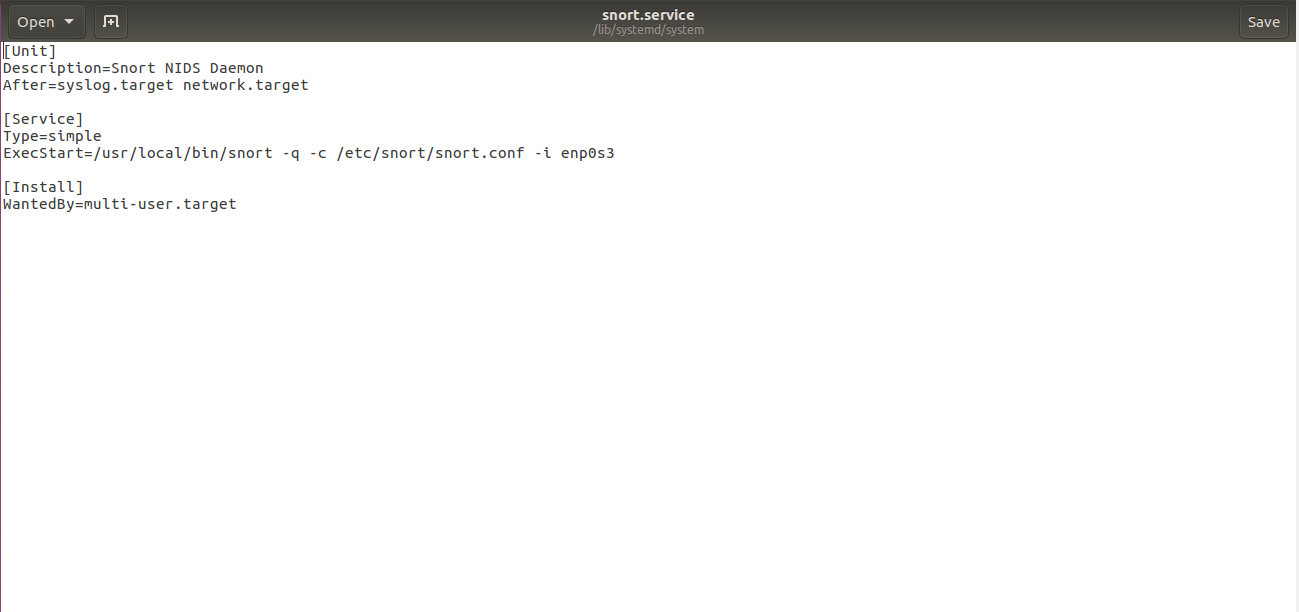 Open
snort.service
/lib/systemd/system
Save
[Unit]
Description=Snort NIDS Daemon
After=syslog.target network.target
[Service]
Type=simple
ExecStart=/usr/local/bin/snort -q -c /etc/snort/snort.conf -i enp0s3
[Install]
WantedBy=multi-user.target